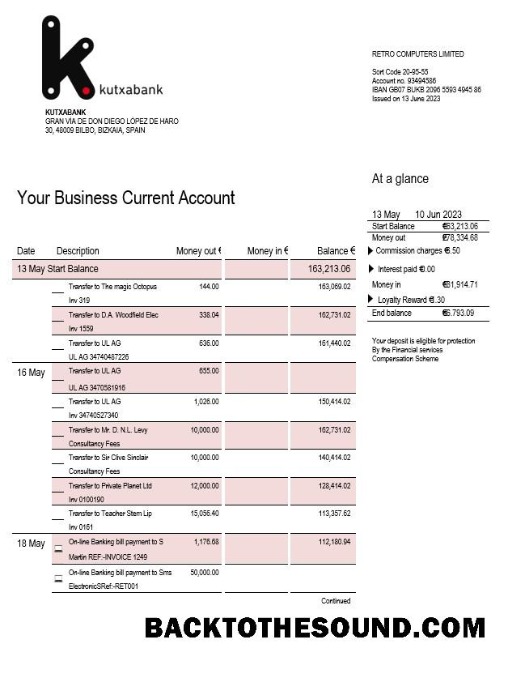 kutxabank
RETRO COMPUTERS LIMITED
Sort Code 20-95-55
Account no. 93494586
IBAN GB07 BUKB 2096 5593 4945 86
Issued on 13 June 2023
KUTXABANK
GRAN VÍA DE DON DIEGO LÓPEZ DE HARO
30, 48009 BILBO, BIZKAIA, SPAIN
At a glance
Your Business Current Account
13 May 10 Jun 2023
Start Balance €63,213.06
Money out €78,334.68
Commission charges €6.50
Interest paid €0.00
Money in €81,914.71
Loyalty Reward €8.30
End balance €6.793.09
Your deposit is eligible for protection
By the Financial services
Compensation Scheme
Date Description Money out € Money in € Balance €
13 May Start Balance 163,213.06
Transfer to The magic Octopus 144.00 163,069.02
Inv 319
Transfer to D.A. Woodfield Elec 338.04 162,731.02
Inv 1559
Transfer to UL AG 636.00 161,440.02
UL AG 34740487226
16 May Transfer to UL AG 655.00
UL AG 3470581916
Transfer to UL AG 1,026.00 150,414.02
Inv 34740527340
Transfer to Mr. D. N.L. Levy 10,000.00 162,731.02
Consultancy Fees
Transfer to Sir Clive Sinclair 10,000.00 140,414.02
Consultancy Fees
Transfer to Private Planet Ltd 12,000.00 128,414.02
Inv 0100190
Transfer to Teacher Stem Lip 15,056.40 113,357.62
Inv 0151
18 May On-line Banking bill payment to S 1,176.68 112,180.94
Martin REF:-INVOICE 1249
On-line Banking bill payment to Sms 50,000.00
ElectronicSRef:-RET001
Continued
BACKTOTHESOUND.COM